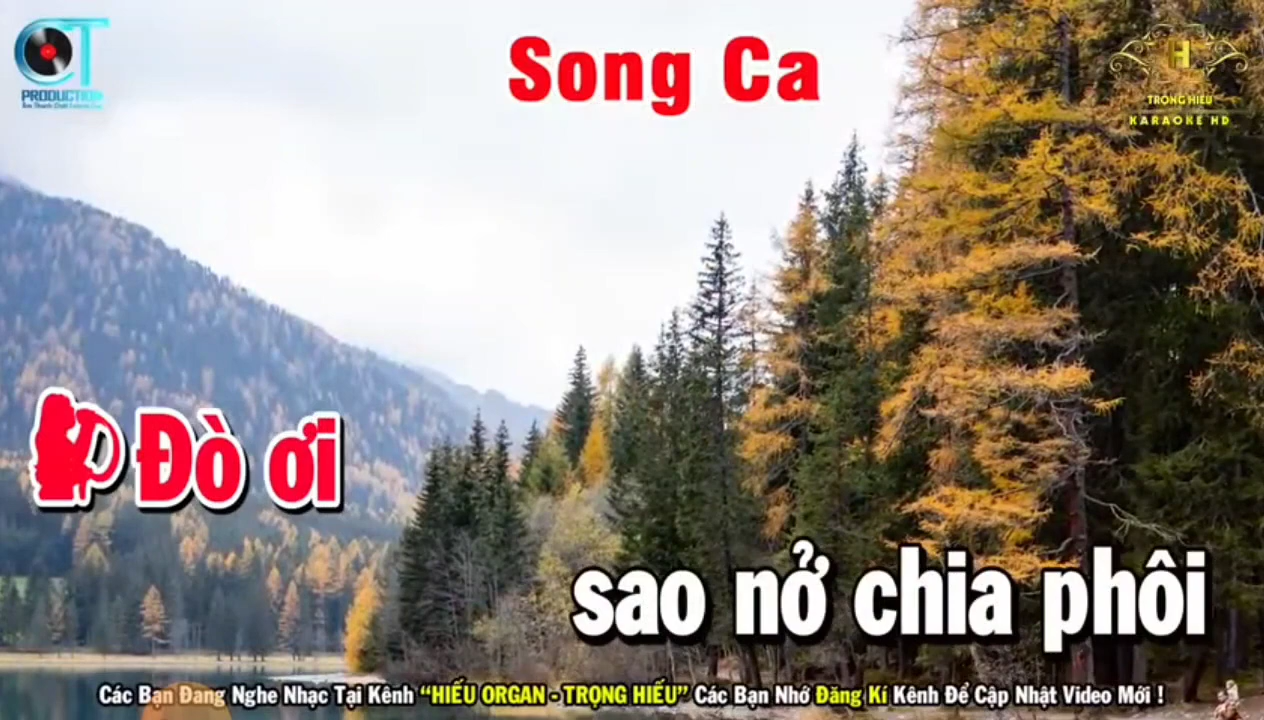 PRODUCTION
Song Ca
H
TRỌNG HIẾU
KARAOKE HD
Đò ơi
sao nở chia phôi
Các Bạn Đang Nghe Nhạc Tại Kênh “HIẾU ORGAN - TRỌNG HIẾU” Các Bạn Nhớ Đăng Kí Kênh Để Cập Nhật Video Mới !